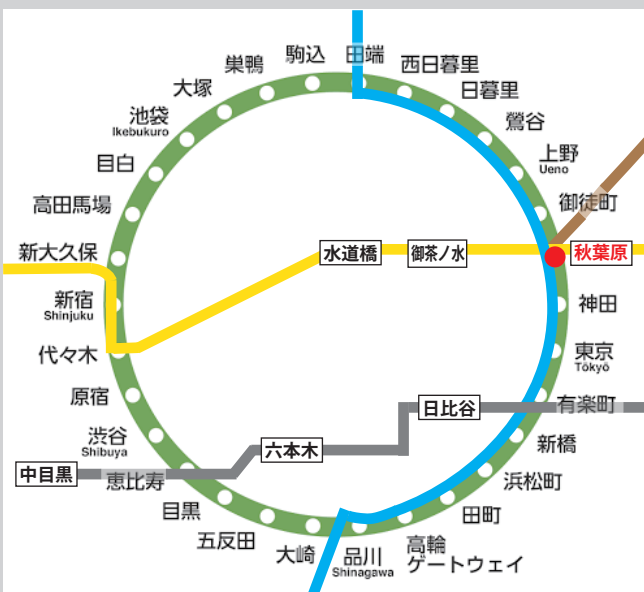 駒込
田端
巣鴨
西日暮里
大塚
日暮里
池袋
Ikebukuro
鶯谷
目白
上野
Ueno
高田馬場
御徒町
新大久保
水道橋
御茶ノ水
秋葉原
新宿
Shinjuku
神田
代々木
東京
Tōkyō
原宿
日比谷
有楽町
渋谷
Shibuya
六本木
新橋
中目黒
恵比寿
浜松町
目黒
田町
五反田
大崎
品川
Shinagawa
高輪
ゲートウェイ